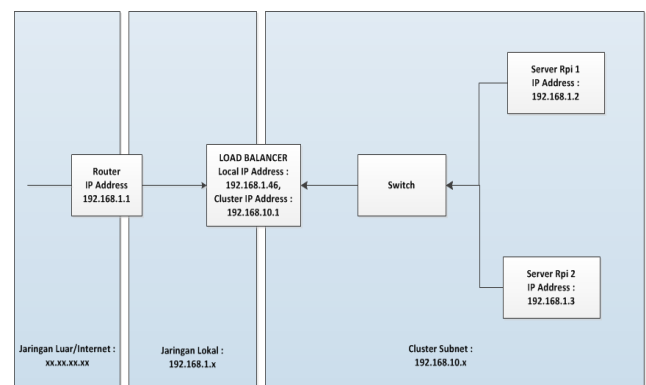 Router
IP Address
192.168.1.1
LOAD BALANCER
Local IP Address :
192.168.1.46,
Cluster IP Address :
192.168.10.1
Switch
Server Rpi 1
IP Address :
192.168.1.2
Server Rpi 2
IP Address :
192.168.1.3
Jaringan Luar/Internet :
xx.xx.xx.xx
Jaringan Lokal :
192.168.1.x
Cluster Subnet :
192.168.10.x